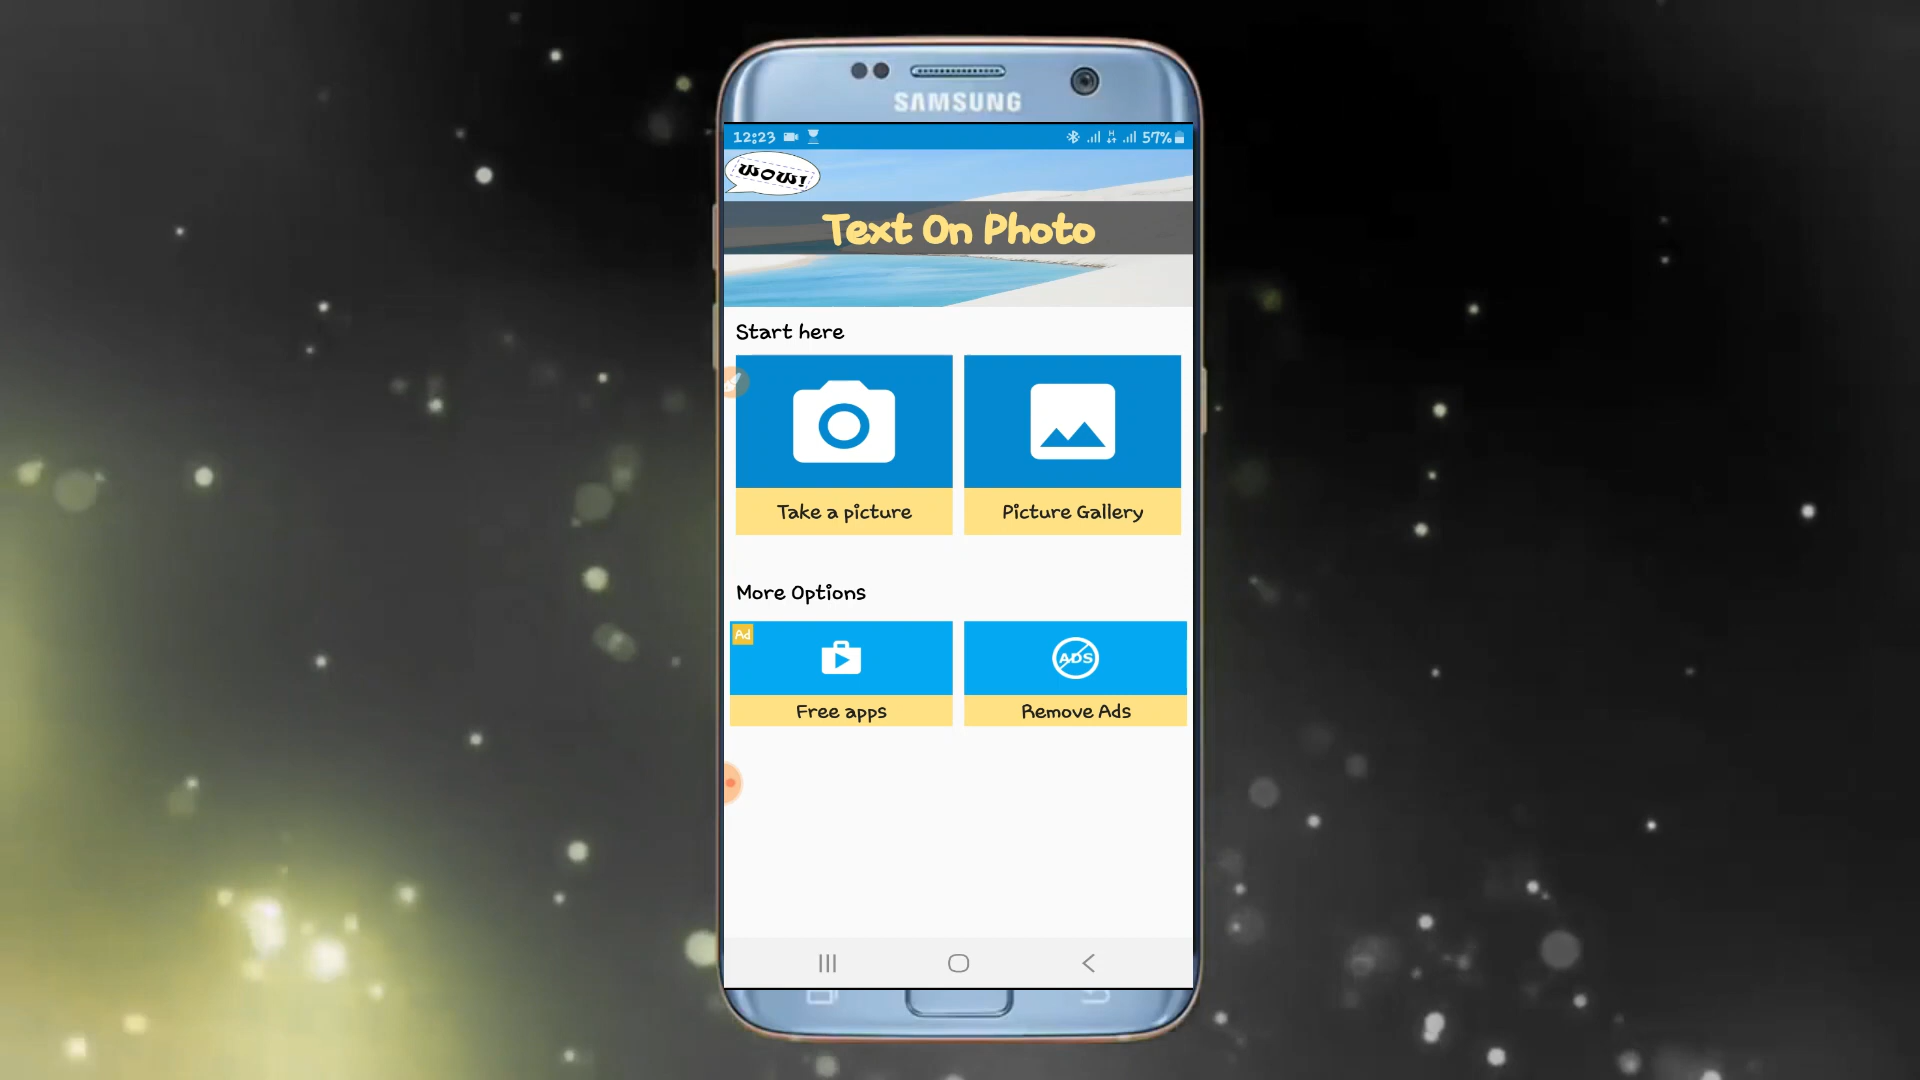 SAMSUNG
12:23
57%
WOW!
Text On Photo
Start here
Take a picture
Picture Gallery
More Options
Ad
ADS
Free apps
Remove Ads